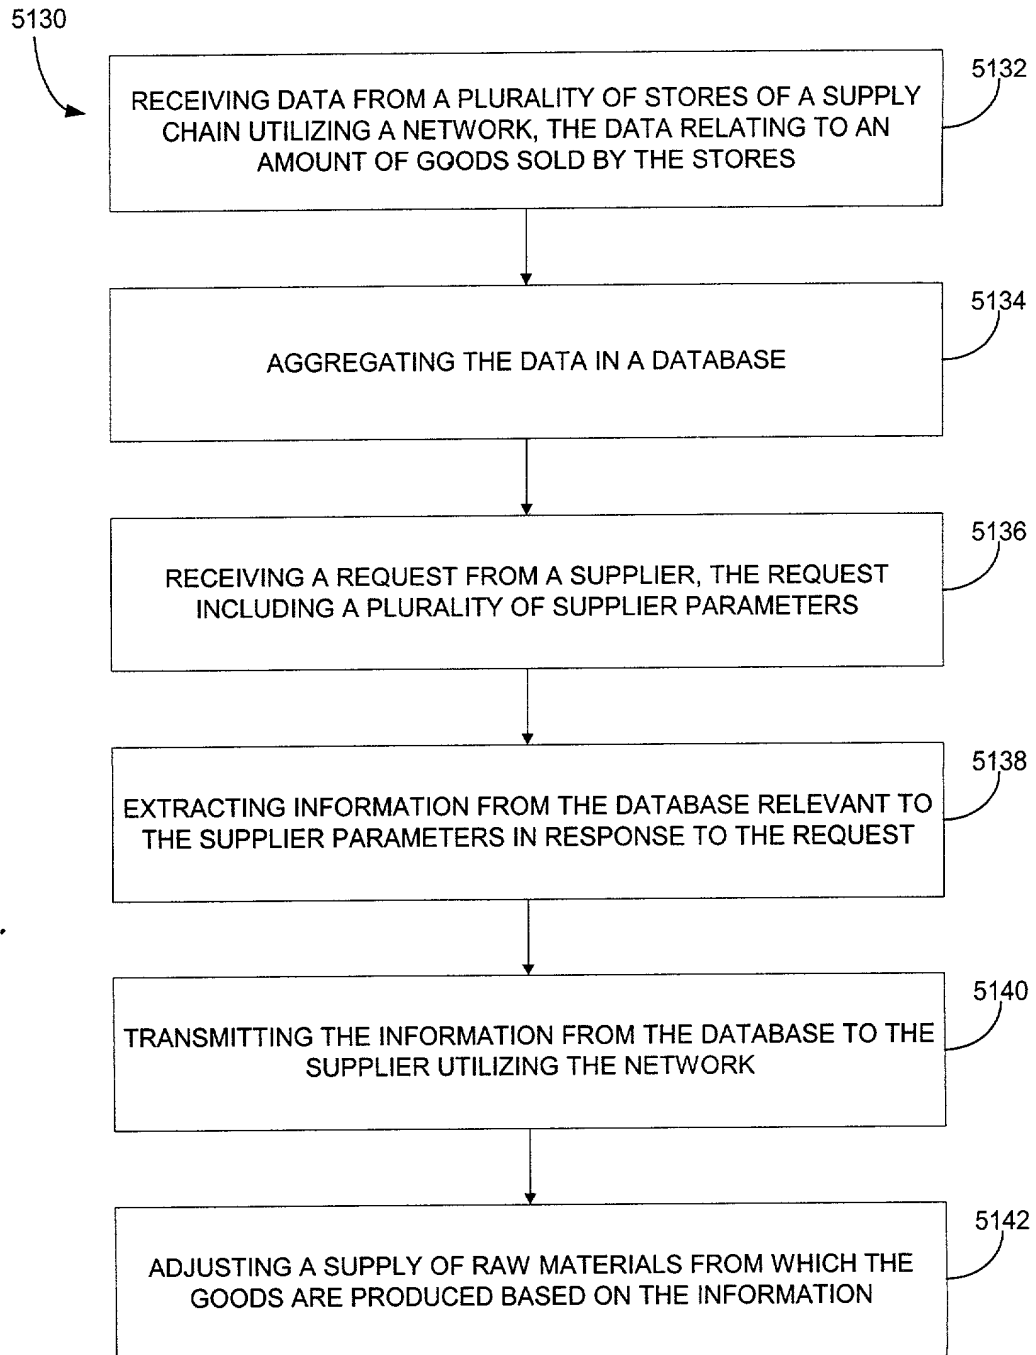 5130
5132
RECEIVING DATA FROM A PLURALITY OF STORES OF A SUPPLY
CHAIN UTILIZING A NETWORK, THE DATA RELATING TO AN
AMOUNT OF GOODS SOLD BY THE STORES
5134
AGGREGATING THE DATA IN A DATABASE
5136
RECEIVING A REQUEST FROM A SUPPLIER, THE REQUEST
INCLUDING A PLURALITY OF SUPPLIER PARAMETERS
5138
EXTRACTING INFORMATION FROM THE DATABASE RELEVANT TO
THE SUPPLIER PARAMETERS IN RESPONSE TO THE REQUEST
5140
TRANSMITTING THE INFORMATION FROM THE DATABASE TO THE
SUPPLIER UTILIZING THE NETWORK
5142
ADJUSTING A SUPPLY OF RAW MATERIALS FROM WHICH THE
GOODS ARE PRODUCED BASED ON THE INFORMATION